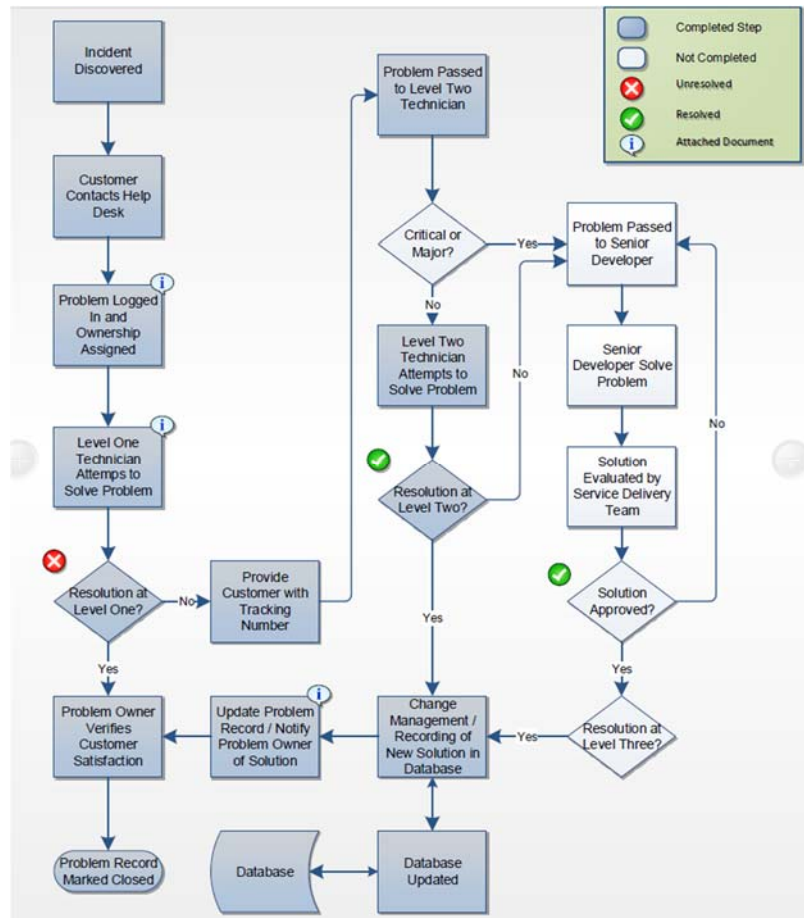 Incident
Discovered
Customer
Contacts Help
Desk
Problem Logged
In and
Ownership
Assigned
Level One
Technician
Attemps to
Solve Problem
Resolution at
Level One?
No
Yes
Provide
Customer with
Tracking
Number
Problem Owner
Verifies
Customer
Satisfaction
Problem Record
Marked Closed
Problem Passed
to Level Two
Technician
Critical or
Major?
Yes
No
Level Two
Technician
Attempts to
Solve Problem
Resolution at
Level Two?
No
Yes
Change
Management /
Recording of
New Solution in
Database
Update Problem
Record / Notify
Problem Owner
of Solution
Database
Updated
Database
Problem Passed
to Senior
Developer
Senior
Developer Solve
Problem
Solution
Evaluated by
Service Delivery
Team
Solution
Approved?
No
Yes
Resolution at
Level Three?
Yes
Completed Step
Not Completed
Unresolved
Resolved
Attached Document